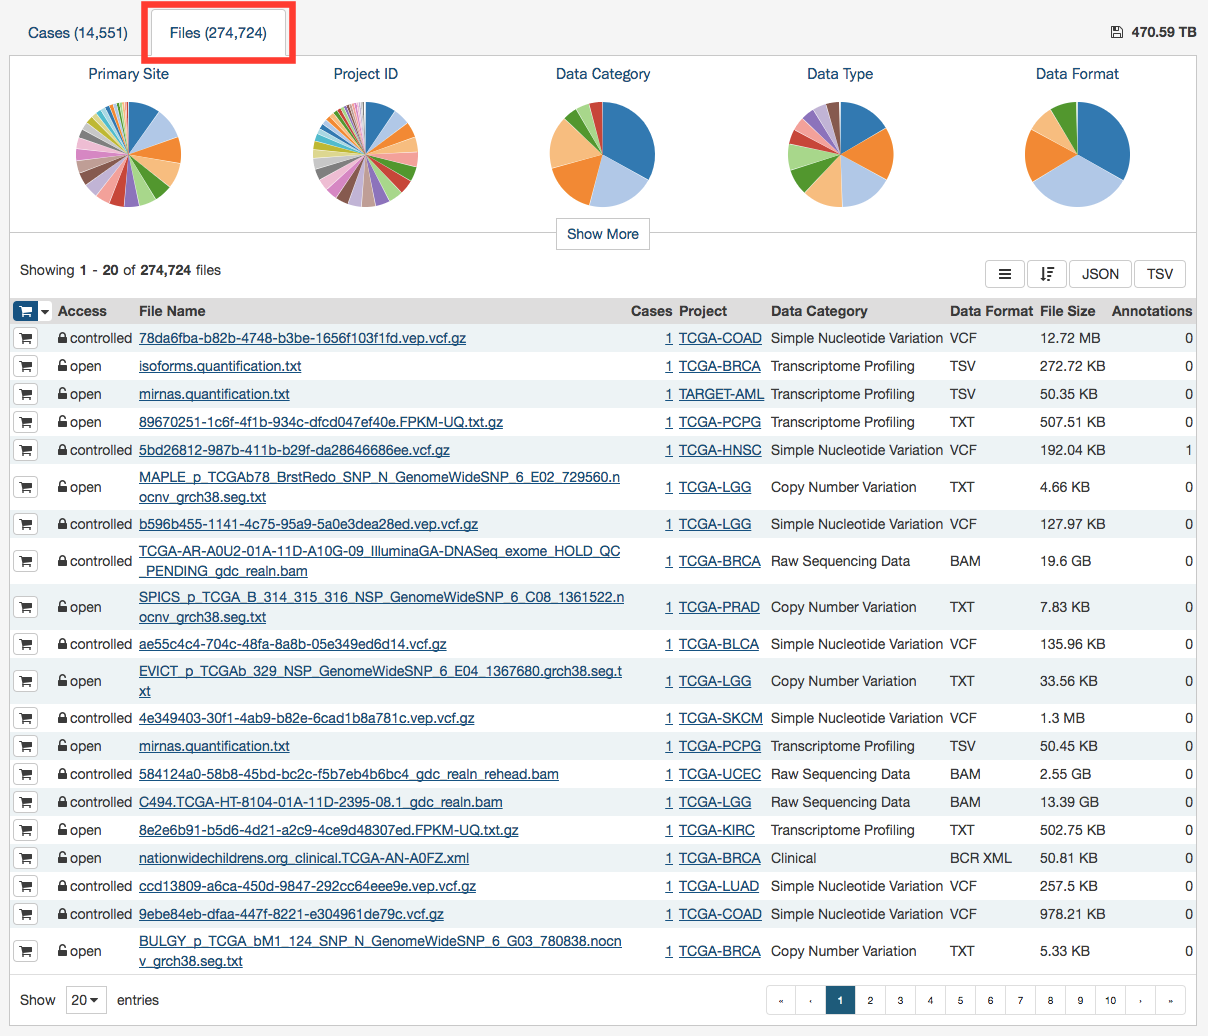 Cases (14,551) Files (274,724) 470.59 TB
Primary Site Project ID Data Category Data Type Data Format
Show More
Showing 1 - 20 of 274,724 files JSON TSV
Access File Name Cases Project Data Category Data Format File Size Annotations
controlled 78da6fba-b82b-4748-b3be-1656f103f1fd.vep.vcf.gz 1 TCGA-COAD Simple Nucleotide Variation VCF 12.72 MB 0
open isoforms.quantification.txt 1 TCGA-BRCA Transcriptome Profiling TSV 272.72 KB 0
open mirnas.quantification.txt 1 TARGET-AML Transcriptome Profiling TSV 50.35 KB 0
open 89670251-1c6f-4f1b-934c-dfcd047ef40e.FPKM-UQ.txt.gz 1 TCGA-PCPG Transcriptome Profiling TXT 507.51 KB 0
controlled 5bd26812-987b-411b-b29f-da28646686ee.vcf.gz 1 TCGA-HNSC Simple Nucleotide Variation VCF 192.04 KB 1
MAPLE_p_TCGAb78_BrstRedo_SNP_N_GenomeWideSNP_6_E02_729560.n
open ocnv_grch38.seg.txt 1 TCGA-LGG Copy Number Variation TXT 4.66 KB 0
controlled b596b455-1141-4c75-95a9-5a0e3dea28ed.vep.vcf.gz 1 TCGA-LGG Simple Nucleotide Variation VCF 127.97 KB 0
TCGA-AR-A0U2-01A-11D-A10G-09_IlluminaGA-DNASeq_exome_HOLD_QC
controlled _PENDING_gdc_realn.bam 1 TCGA-BRCA Raw Sequencing Data BAM 19.6 GB 0
SPICS_p_TCGA_B_314_315_316_NSP_GenomeWideSNP_6_C08_1361522.n
open ocnv_grch38.seg.txt 1 TCGA-PRAD Copy Number Variation TXT 7.83 KB 0
controlled ae55c4c4-704c-48fa-8a8b-05e349ed6d14.vcf.gz 1 TCGA-BLCA Simple Nucleotide Variation VCF 135.96 KB 0
EVICT_p_TCGAb_329_NSP_GenomeWideSNP_6_E04_1367680.grch38.seg.t
open xt 1 TCGA-LGG Copy Number Variation TXT 33.56 KB 0
controlled 4e349403-30f1-4ab9-b82e-6cad1b8a781c.vep.vcf.gz 1 TCGA-SKCM Simple Nucleotide Variation VCF 1.3 MB 0
open mirnas.quantification.txt 1 TCGA-PCPG Transcriptome Profiling TSV 50.45 KB 0
controlled 584124a0-58b8-45bd-bc2c-f5b7eb4b6bc4_gdc_realn_rehead.bam 1 TCGA-UCEC Raw Sequencing Data BAM 2.55 GB 0
controlled C494.TCGA-HT-8104-01A-11D-2395-08.1_gdc_realn.bam 1 TCGA-LGG Raw Sequencing Data BAM 13.39 GB 0
open 8e2e6b91-b5d6-4d21-a2c9-4ce9d48307ed.FPKM-UQ.txt.gz 1 TCGA-KIRC Transcriptome Profiling TXT 502.75 KB 0
open nationwidechildrens.org_clinical.TCGA-AN-A0FZ.xml 1 TCGA-BRCA Clinical BCR XML 50.81 KB 0
controlled ccd13809-a6ca-450d-9847-292cc64eee9e.vep.vcf.gz 1 TCGA-LUAD Simple Nucleotide Variation VCF 257.5 KB 0
controlled 9ebe84eb-dfaa-447f-8221-e304961de79c.vcf.gz 1 TCGA-COAD Simple Nucleotide Variation VCF 978.21 KB 0
BULGY_p_TCGA_bM1_124_SNP_N_GenomeWideSNP_6_G03_780838.nocn
open v_grch38.seg.txt 1 TCGA-BRCA Copy Number Variation TXT 5.33 KB 0
Show 20 entries « ‹ 1 2 3 4 5 6 7 8 9 10 › »